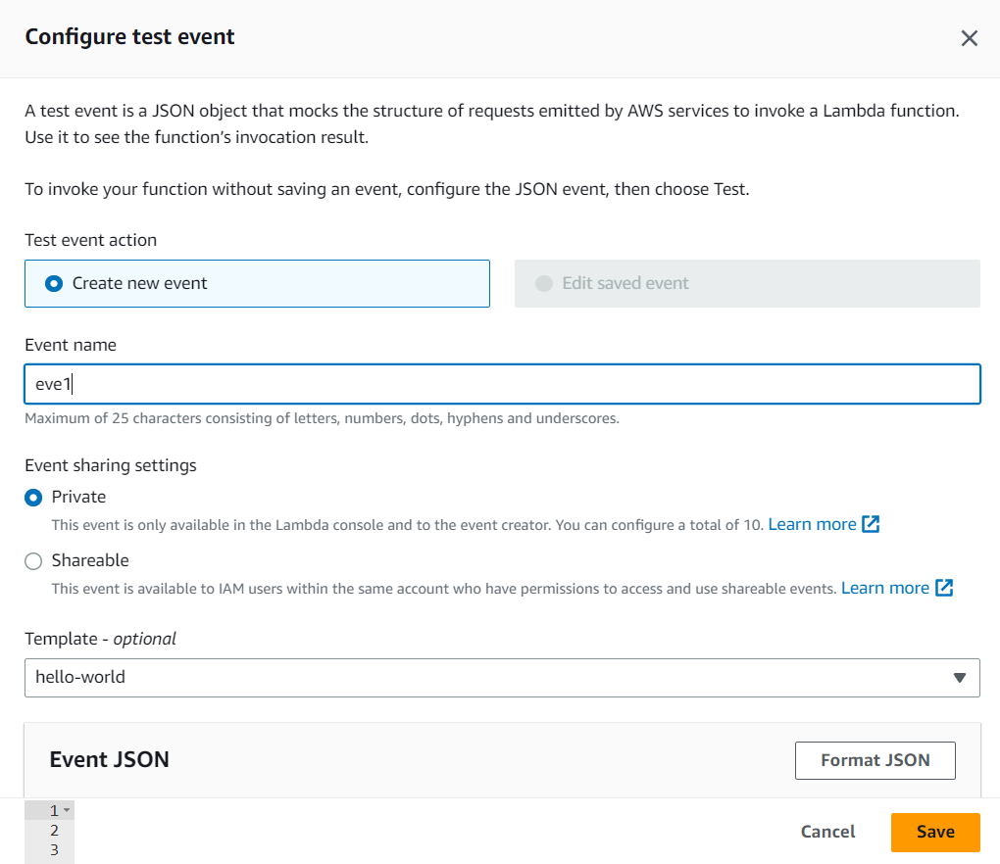 Configure test event
A test event is a JSON object that mocks the structure of requests emitted by AWS services to invoke a Lambda function.
Use it to see the function’s invocation result.
To invoke your function without saving an event, configure the JSON event, then choose Test.
Test event action
Create new event
Edit saved event
Event name
eve1
Maximum of 25 characters consisting of letters, numbers, dots, hyphens and underscores.
Event sharing settings
Private
This event is only available in the Lambda console and to the event creator. You can configure a total of 10. Learn more
Shareable
This event is available to IAM users within the same account who have permissions to access and use shareable events. Learn more
Template - optional
hello-world
Event JSON
Format JSON
1
2
3
Cancel
Save